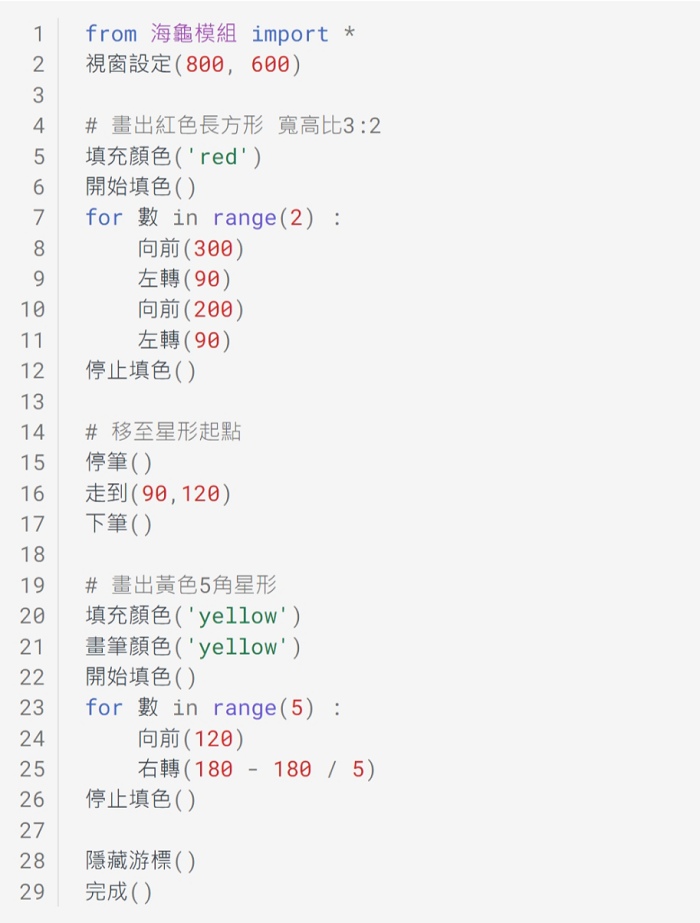 1 from 海龜模組 import *
2 視窗設定(800, 600)
3
4 # 畫出紅色長方形 寬高比3:2
5 填充顏色('red')
6 開始填色()
7 for 數 in range(2) :
8     向前(300)
9     左轉(90)
10     向前(200)
11     左轉(90)
12 停止填色()
13
14 # 移至星形起點
15 停筆()
16 走到(90,120)
17 下筆()
18
19 # 畫出黃色5角星形
20 填充顏色('yellow')
21 畫筆顏色('yellow')
22 開始填色()
23 for 數 in range(5) :
24     向前(120)
25     右轉(180 - 180 / 5)
26 停止填色()
27
28 隱藏游標()
29 完成()